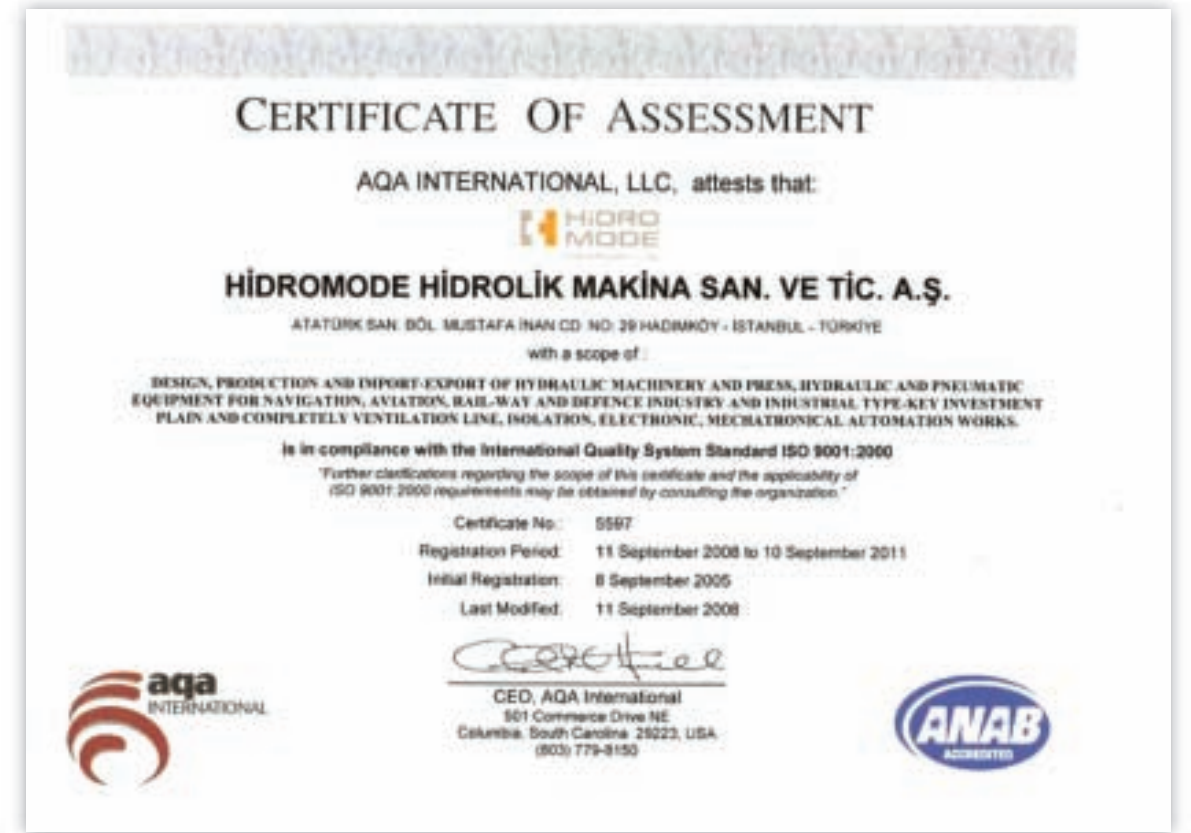 CERTIFICATE OF ASSESSMENT
AQA INTERNATIONAL, LLC, attests that:
HiDRO
MODE
HİDROMODE HİDROLİK MAKİNA SAN. VE TİC. A.Ş.
ATATÜRK SAN. BÖL. MUSTAFA İNAN CD. NO: 29 HADIMKÖY - İSTANBUL - TÜRKİYE
with a scope of :
DESIGN, PRODUCTION AND IMPORT-EXPORT OF HYDRAULIC MACHINERY AND PRESS, HYDRAULIC AND PNEUMATIC
EQUIPMENT FOR NAVIGATION, AVIATION, RAIL-WAY AND DEFENCE INDUSTRY AND INDUSTRIAL TYPE-KEY INVESTMENT
PLAIN AND COMPLETELY VENTILATION LINE, ISOLATION, ELECTRONIC, MECHATRONICAL AUTOMATION WORKS.
is in compliance with the International Quality System Standard ISO 9001:2000
"Further clarifications regarding the scope of this certificate and the applicability of
ISO 9001:2000 requirements may be obtained by consulting the organization."
Certificate No.: 5597
Registration Period: 11 September 2008 to 10 September 2011
Initial Registration: 8 September 2005
Last Modified: 11 September 2008
CEO, AQA International
501 Commerce Drive NE
Columbia, South Carolina 29223, USA
(803) 779-8150
aqa
INTERNATIONAL
ANAB
ACCREDITED